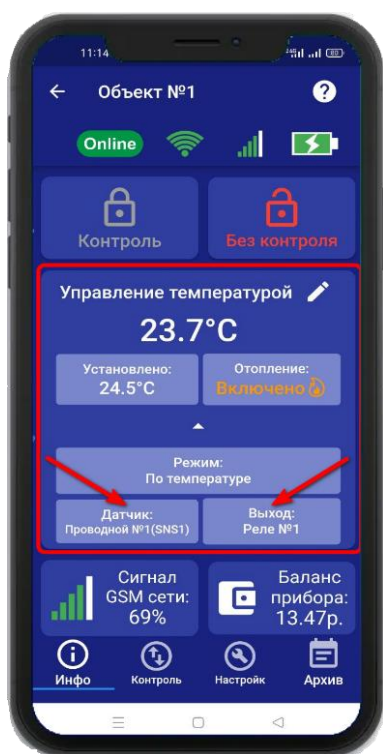 11:14
Объект №1
?
Online
Контроль
Без контроля
Управление температурой
23.7°C
Установлено:
24.5°C
Отопление:
Включено
Режим:
По температуре
Датчик:
Проводной №1(SNS1)
Выход:
Реле №1
Сигнал
GSM сети:
69%
Баланс
прибора:
13.47р.
Инфо
Контроль
Настройк
Архив